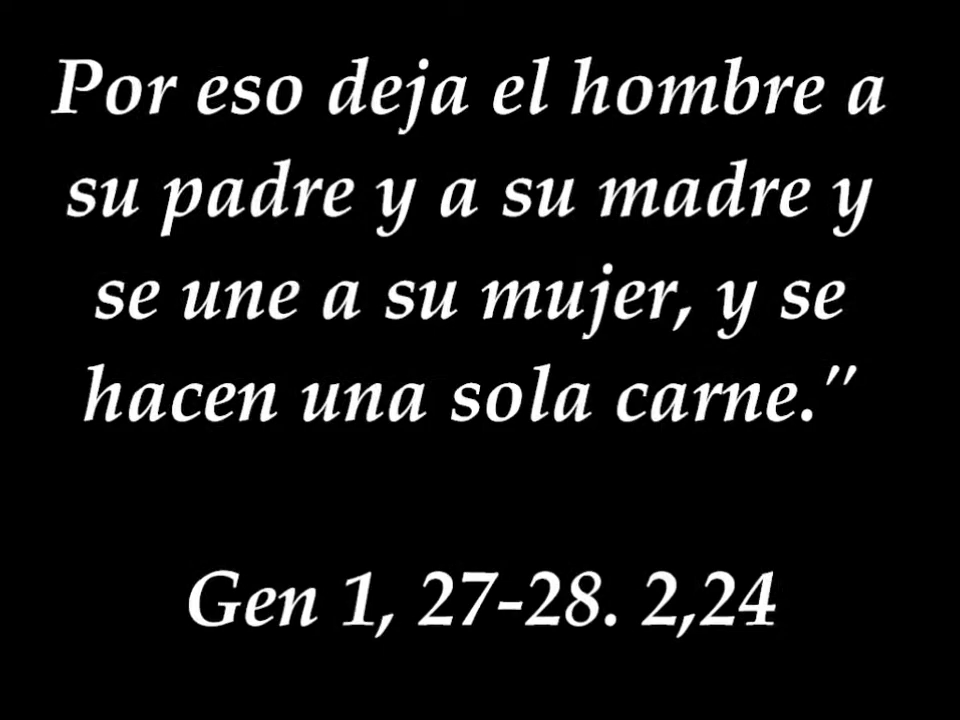 Por eso deja el hombre a
su padre y a su madre y
se une a su mujer, y se
hacen una sola carne."
Gen 1, 27-28. 2,24